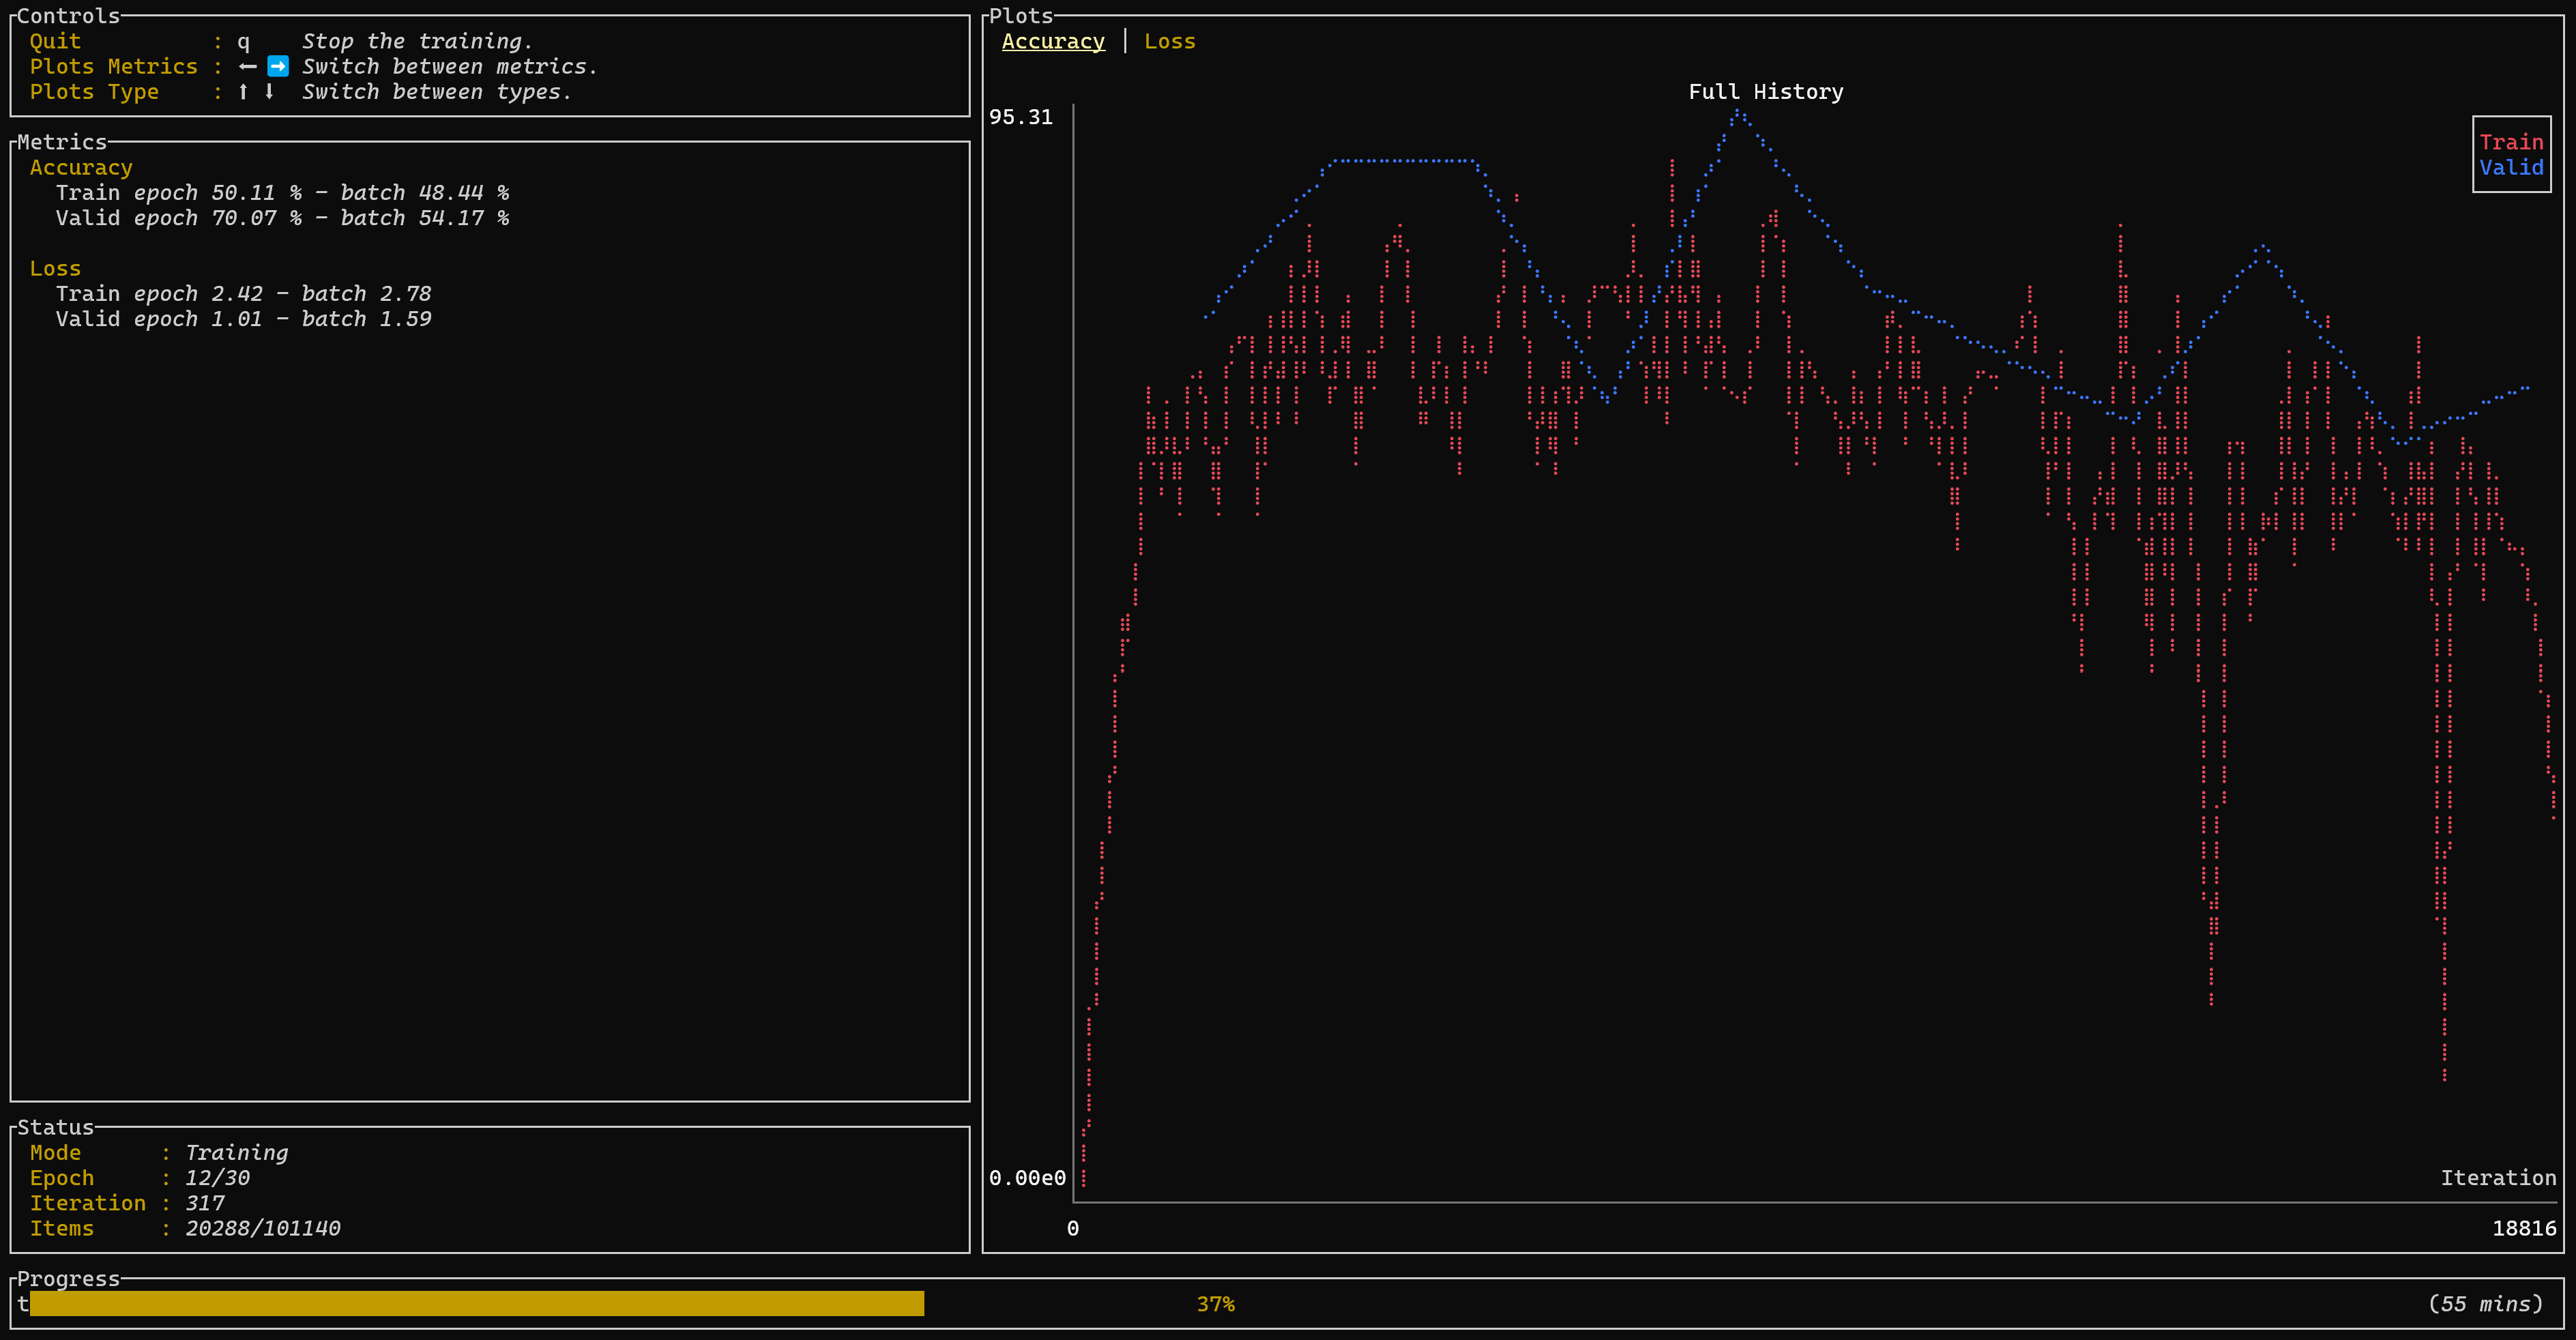 Controls
Quit : q Stop the training.
Plots Metrics : ← ➡ Switch between metrics.
Plots Type : ↑ ↓ Switch between types.
Metrics
Accuracy
Train epoch 50.11 % - batch 48.44 %
Valid epoch 70.07 % - batch 54.17 %
Loss
Train epoch 2.42 - batch 2.78
Valid epoch 1.01 - batch 1.59
Status
Mode : Training
Epoch : 12/30
Iteration : 317
Items : 20288/101140
Plots
Accuracy | Loss
Full History
95.31
Train
Valid
0.00e0
Iteration
0
18816
Progress
t
37%
(55 mins)